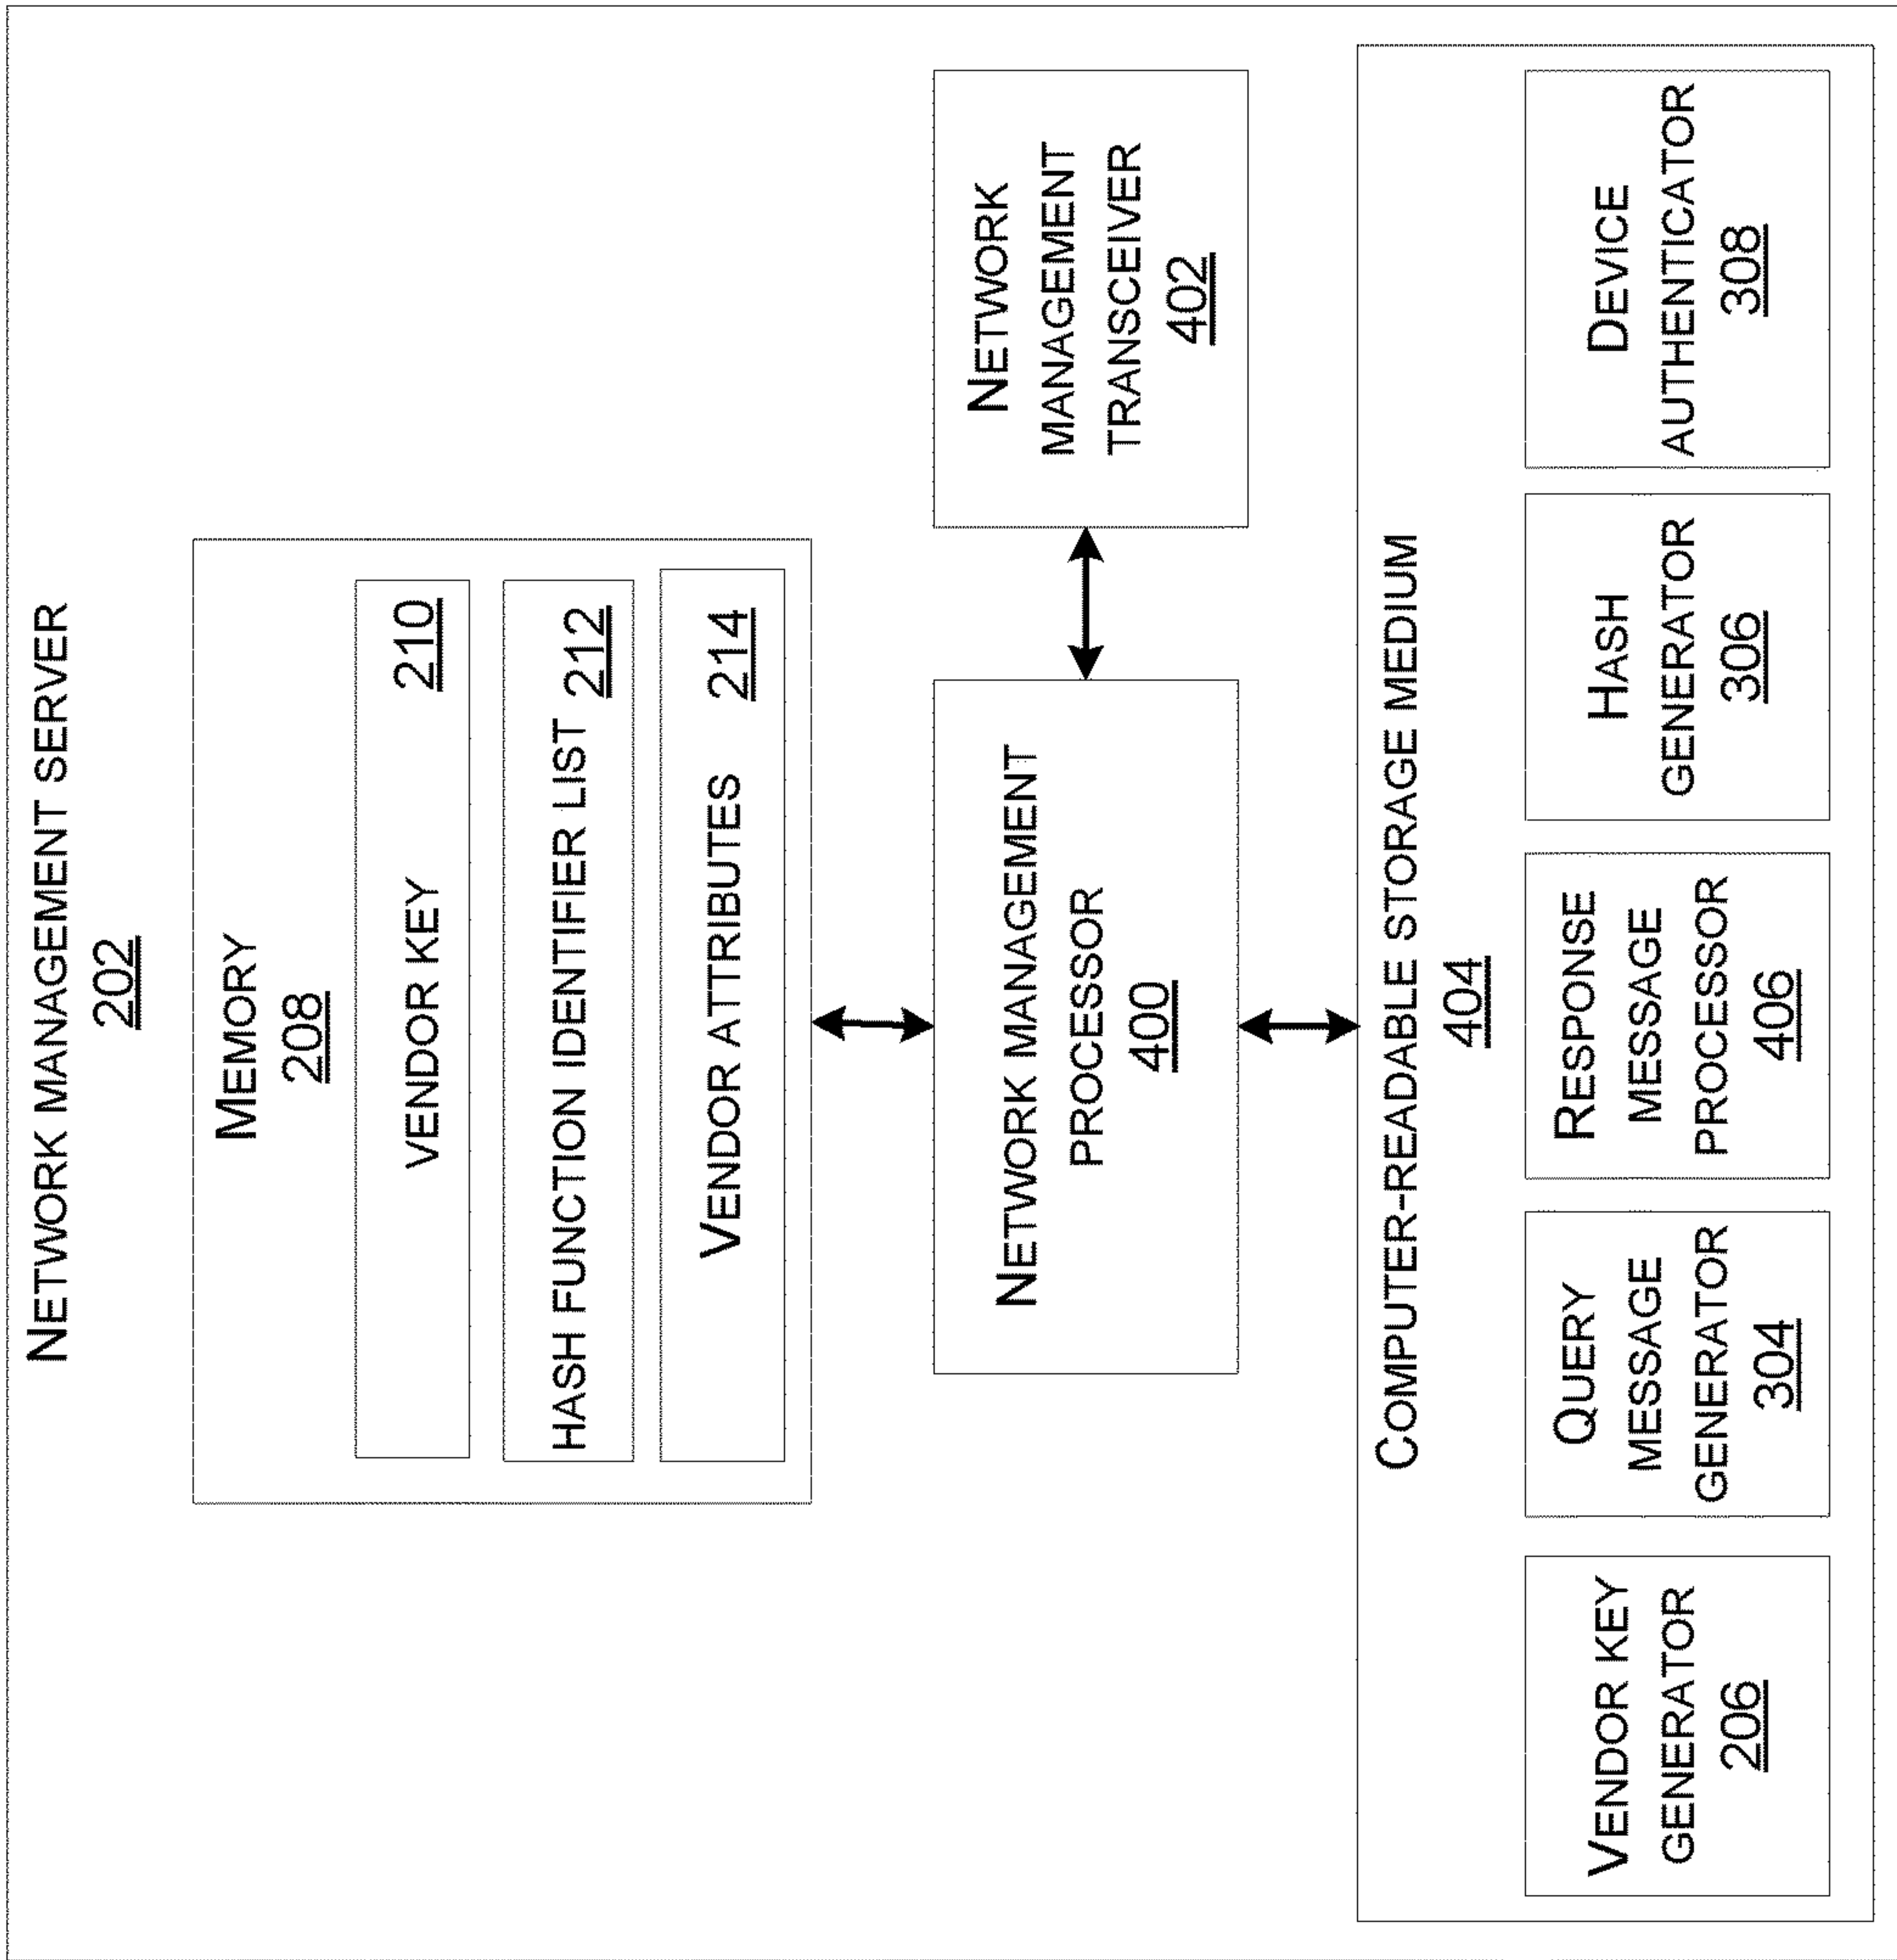 NETWORK MANAGEMENT SERVER
202
MEMORY
208
VENDOR KEY 210
HASH FUNCTION IDENTIFIER LIST 212
VENDOR ATTRIBUTES 214
NETWORK MANAGEMENT
PROCESSOR
400
NETWORK
MANAGEMENT
TRANSCEIVER
402
COMPUTER-READABLE STORAGE MEDIUM
404
VENDOR KEY
GENERATOR
206
QUERY
MESSAGE
GENERATOR
304
RESPONSE
MESSAGE
PROCESSOR
406
HASH
GENERATOR
306
DEVICE
AUTHENTICATOR
308